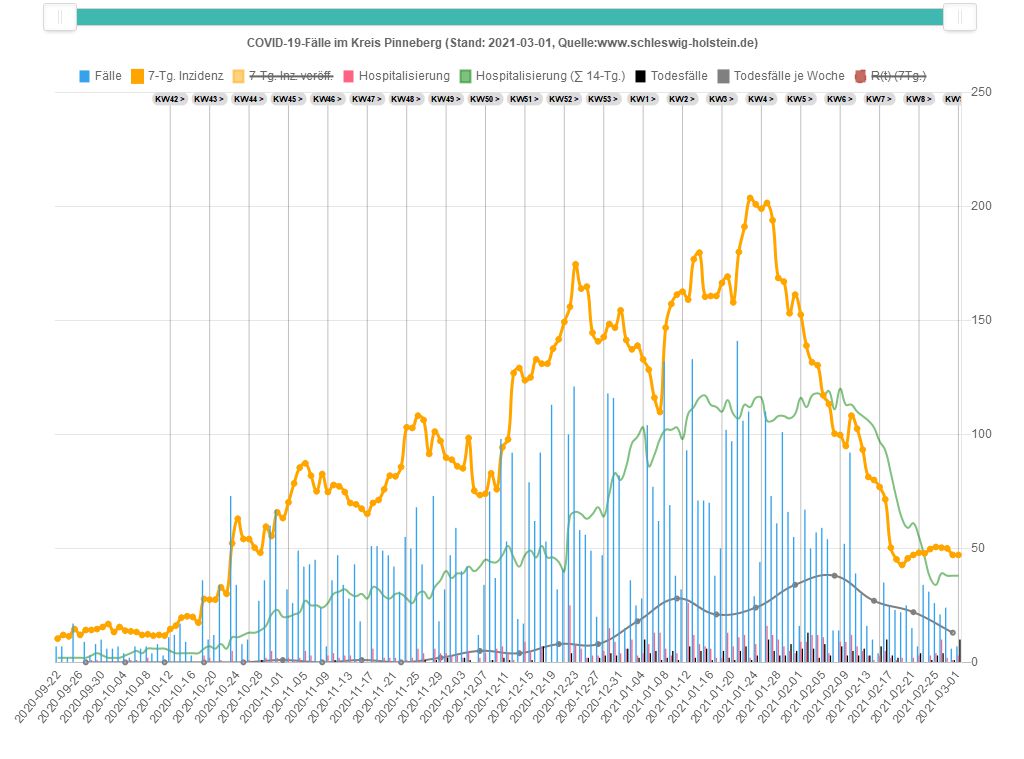 COVID-19-Fälle im Kreis Pinneberg (Stand: 2021-03-01, Quelle:www.schleswig-holstein.de)
Fälle 7-Tg. Inzidenz 7-Tg. Inz. veröff. Hospitalisierung Hospitalisierung (∑ 14-Tg.) Todesfälle Todesfälle je Woche R(t) (7Tg.)
KW42 > KW43 > KW44 > KW45 > KW46 > KW47 > KW48 > KW49 > KW50 > KW51 > KW52 > KW53 > KW1 > KW2 > KW3 > KW4 > KW5 > KW6 > KW7 > KW8 >
250
200
150
100
50
0
2020-09-22 2020-09-26 2020-09-30 2020-10-04 2020-10-08 2020-10-12 2020-10-16 2020-10-20 2020-10-24 2020-10-28 2020-11-01 2020-11-05 2020-11-09 2020-11-13 2020-11-17 2020-11-21 2020-11-25 2020-11-29 2020-12-03 2020-12-07 2020-12-11 2020-12-15 2020-12-19 2020-12-23 2020-12-27 2020-12-31 2021-01-04 2021-01-08 2021-01-12 2021-01-16 2021-01-20 2021-01-24 2021-01-28 2021-02-01 2021-02-05 2021-02-09 2021-02-13 2021-02-17 2021-02-21 2021-02-25 2021-03-01